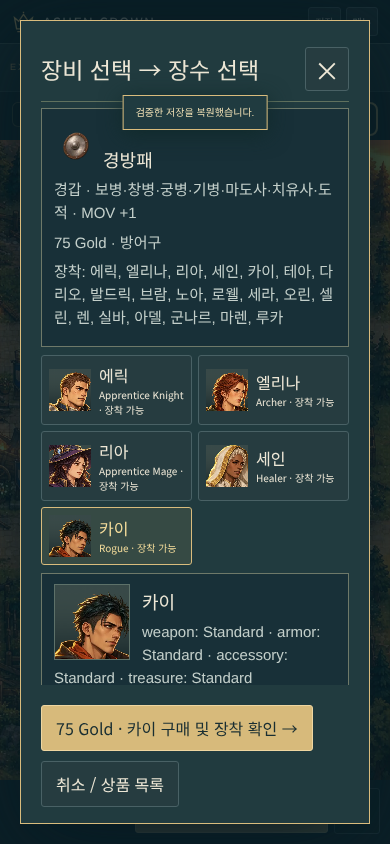 장비 선택 → 장수 선택
검증한 저장을 복원했습니다.
경방패
경갑 · 보병·창병·궁병·기병·마도사·치유사·도
적 · MOV +1
75 Gold · 방어구
장착: 에릭, 엘리나, 리아, 세인, 카이, 테아, 다
리오, 발드릭, 브람, 노아, 로웰, 세라, 오린, 셀
린, 렌, 실바, 아델, 군나르, 마렌, 루카
에릭
Apprentice Knight
· 장착 가능
엘리나
Archer · 장착 가능
리아
Apprentice Mage ·
장착 가능
세인
Healer · 장착 가능
카이
Rogue · 장착 가능
카이
weapon: Standard · armor:
Standard · accessory:
Standard · treasure: Standard
75 Gold · 카이 구매 및 장착 확인 →
취소 / 상품 목록